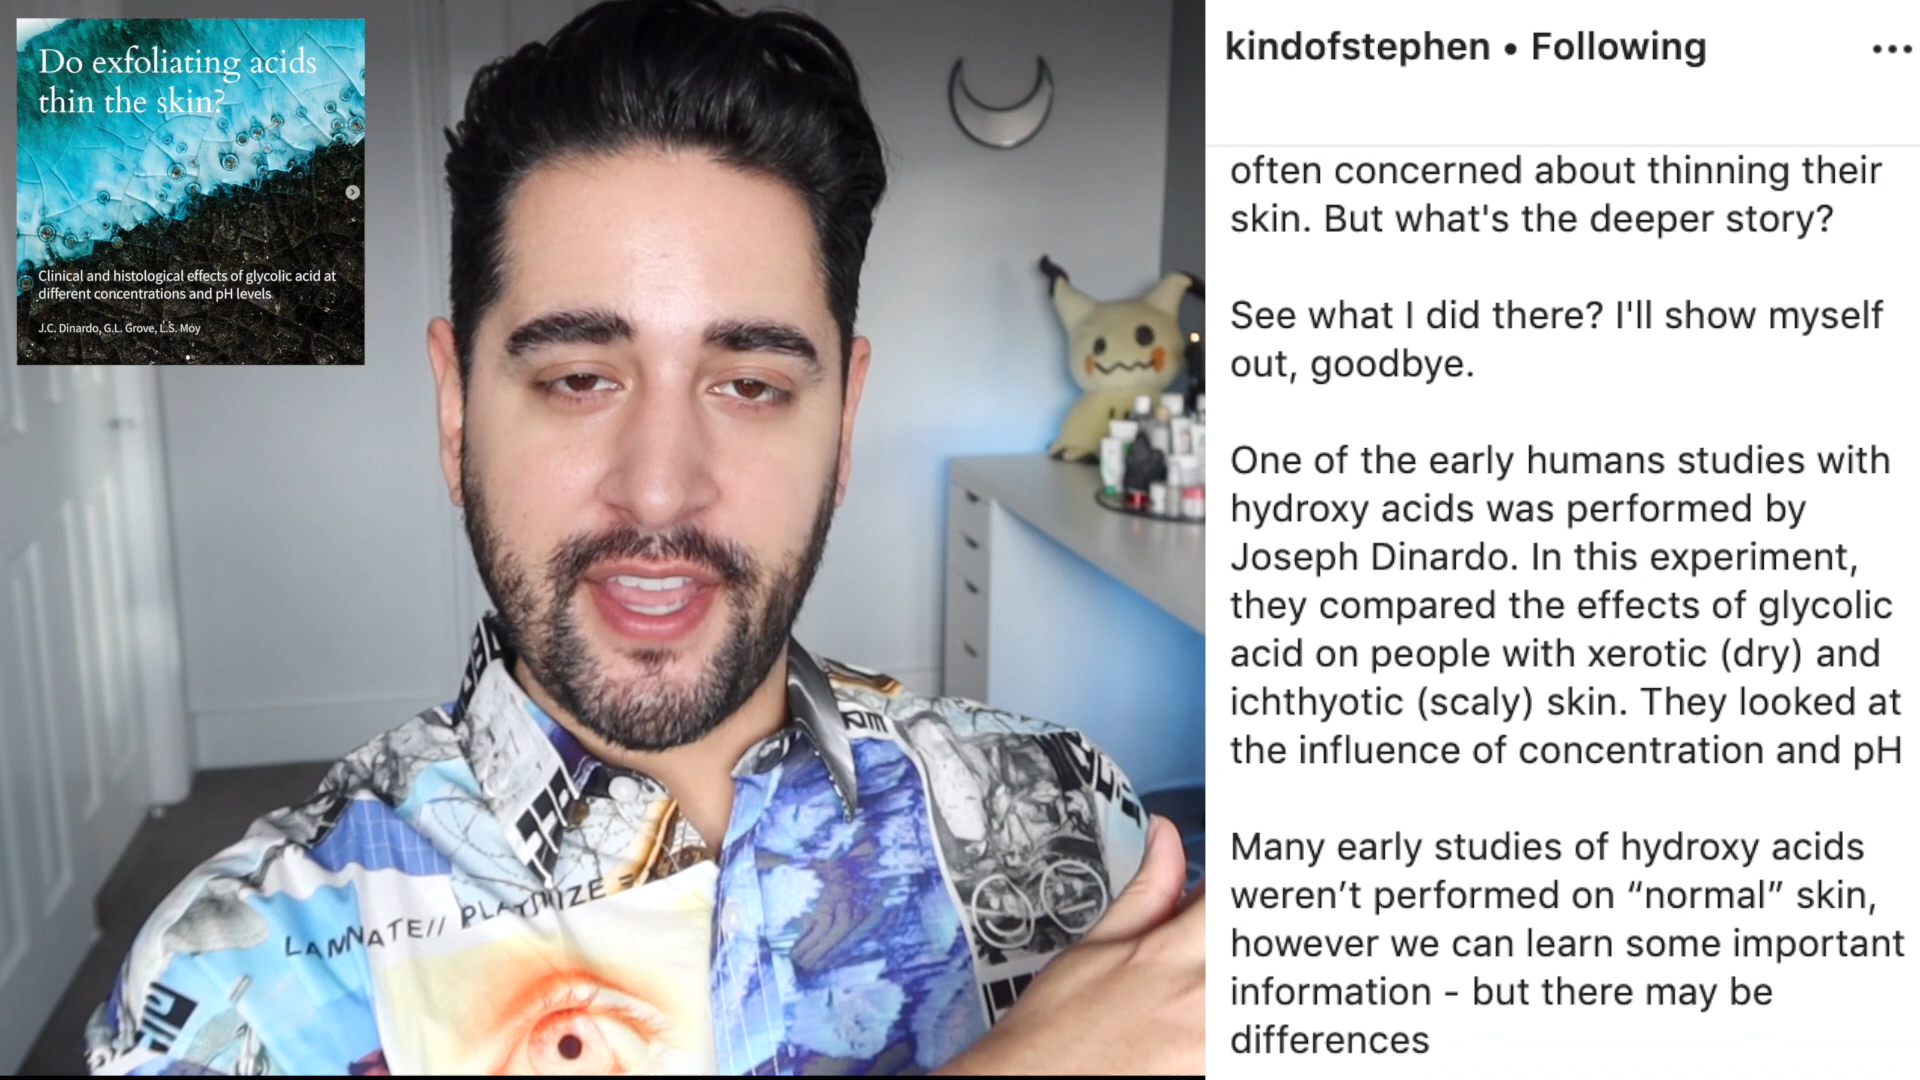 Do exfoliating acids
thin the skin?
Clinical and histological effects of glycolic acid at
different concentrations and pH levels
J.C. Dinardo, G.L. Grove, L.S. Moy
LAMNATE// PLATINIZE
kindofstephen • Following
often concerned about thinning their
skin. But what's the deeper story?
See what I did there? I'll show myself
out, goodbye.
One of the early humans studies with
hydroxy acids was performed by
Joseph Dinardo. In this experiment,
they compared the effects of glycolic
acid on people with xerotic (dry) and
ichthyotic (scaly) skin. They looked at
the influence of concentration and pH
Many early studies of hydroxy acids
weren’t performed on “normal” skin,
however we can learn some important
information - but there may be
differences